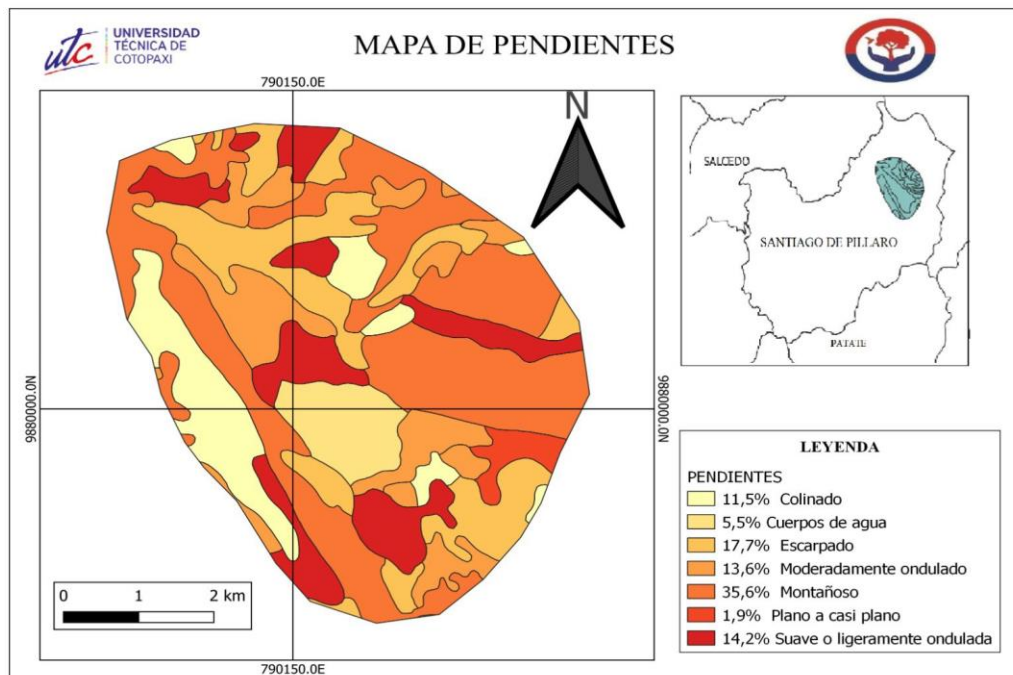 utc UNIVERSIDAD
TÉCNICA DE
COTOPAXI
MAPA DE PENDIENTES
790150.0E
N
9880000.0N
9880000.0N
0 1 2 km
790150.0E
SALCEDO
SANTIAGO DE PILLARO
PATATE
LEYENDA
PENDIENTES
11,5% Colinado
5,5% Cuerpos de agua
17,7% Escarpado
13,6% Moderadamente ondulado
35,6% Montañoso
1,9% Plano a casi plano
14,2% Suave o ligeramente ondulada